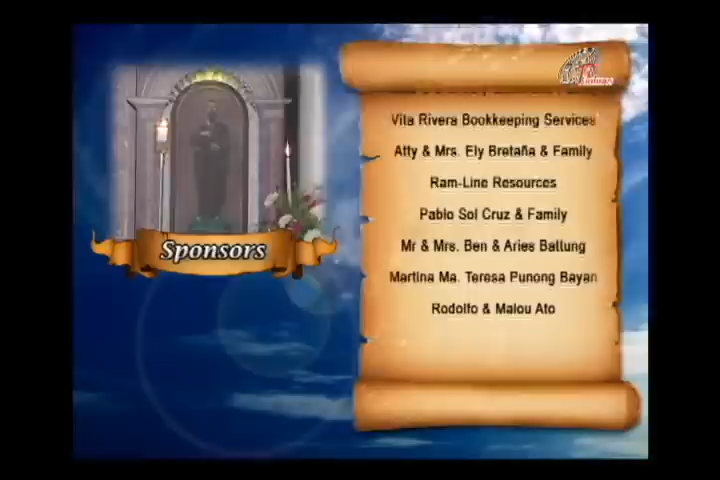 Sponsors
Vita Rivera Bookkeeping Services
Atty & Mrs. Ely Bretaña & Family
Ram-Line Resources
Pablo Sol Cruz & Family
Mr & Mrs. Ben & Aries Battung
Martina Ma. Teresa Punong Bayan
Rodolfo & Malou Ato